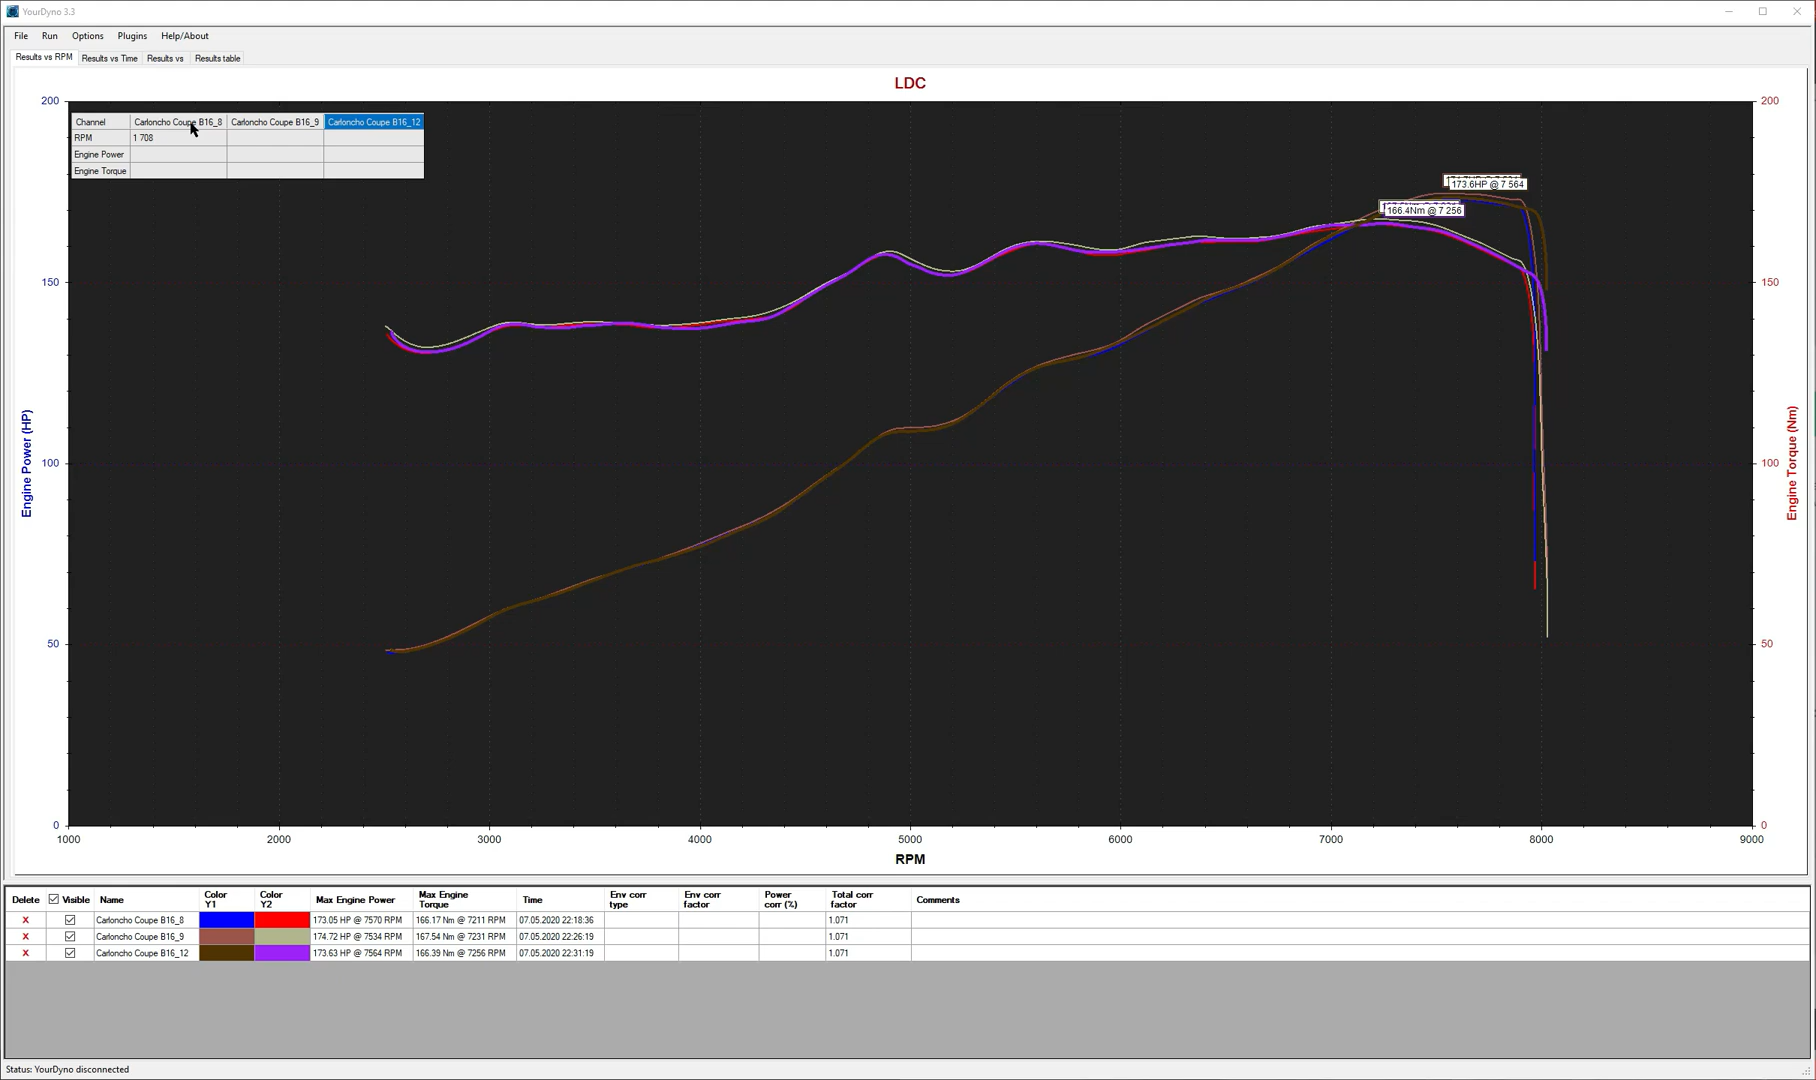 YourDyno 3.3
File Run Options Plugins Help/About
Results vs RPM Results vs Time Results vs Results table
LDC
Channel Carloncho Coupe B16_8 Carloncho Coupe B16_9 Carloncho Coupe B16_12
RPM 1 708
Engine Power
Engine Torque
173.6HP @ 7 564
166.4Nm @ 7 256
200
150
100
50
0
Engine Power (HP)
200
150
100
50
0
Engine Torque (Nm)
1000 2000 3000 4000 5000 6000 7000 8000 9000
RPM
Delete Visible Name Color Y1 Color Y2 Max Engine Power Max Engine Torque Time Env corr type Env corr factor Power corr (%) Total corr factor Comments
X Carloncho Coupe B16_8 173.05 HP @ 7570 RPM 166.17 Nm @ 7211 RPM 07.05.2020 22:18:36 1.071
X Carloncho Coupe B16_9 174.72 HP @ 7534 RPM 167.54 Nm @ 7231 RPM 07.05.2020 22:26:19 1.071
X Carloncho Coupe B16_12 173.63 HP @ 7564 RPM 166.39 Nm @ 7256 RPM 07.05.2020 22:31:19 1.071
Status: YourDyno disconnected